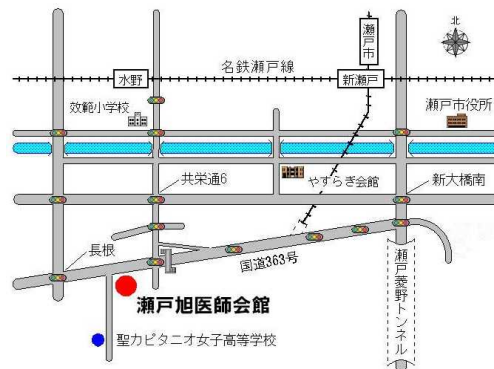 北
瀬戸市
名鉄瀬戸線
水野
新瀬戸
効範小学校
瀬戸市役所
共栄通6
やすらぎ会館
新大橋南
長根
国道363号
瀬戸旭医師会館
瀬戸菱野トンネル
聖カピタニオ女子高等学校